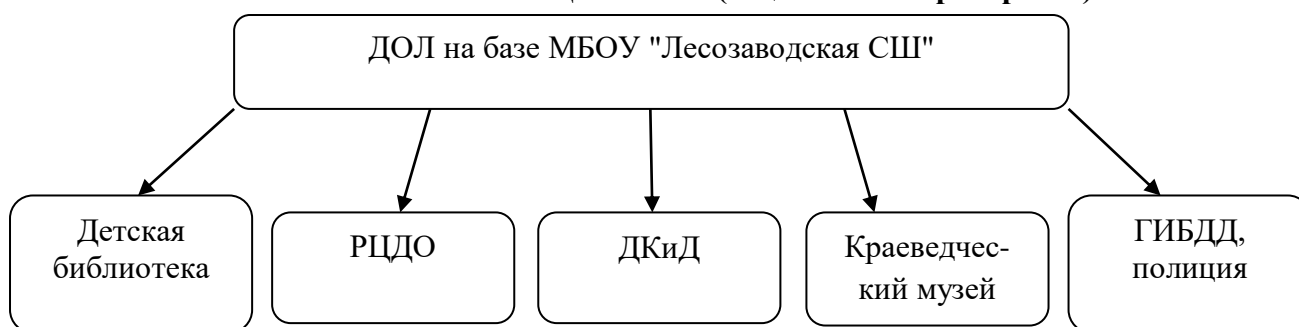 ДОЛ на базе МБОУ "Лесозаводская СШ"
Детская
библиотека
РЦДО
ДКиД
Краеведчес-
кий музей
ГИБДД,
полиция